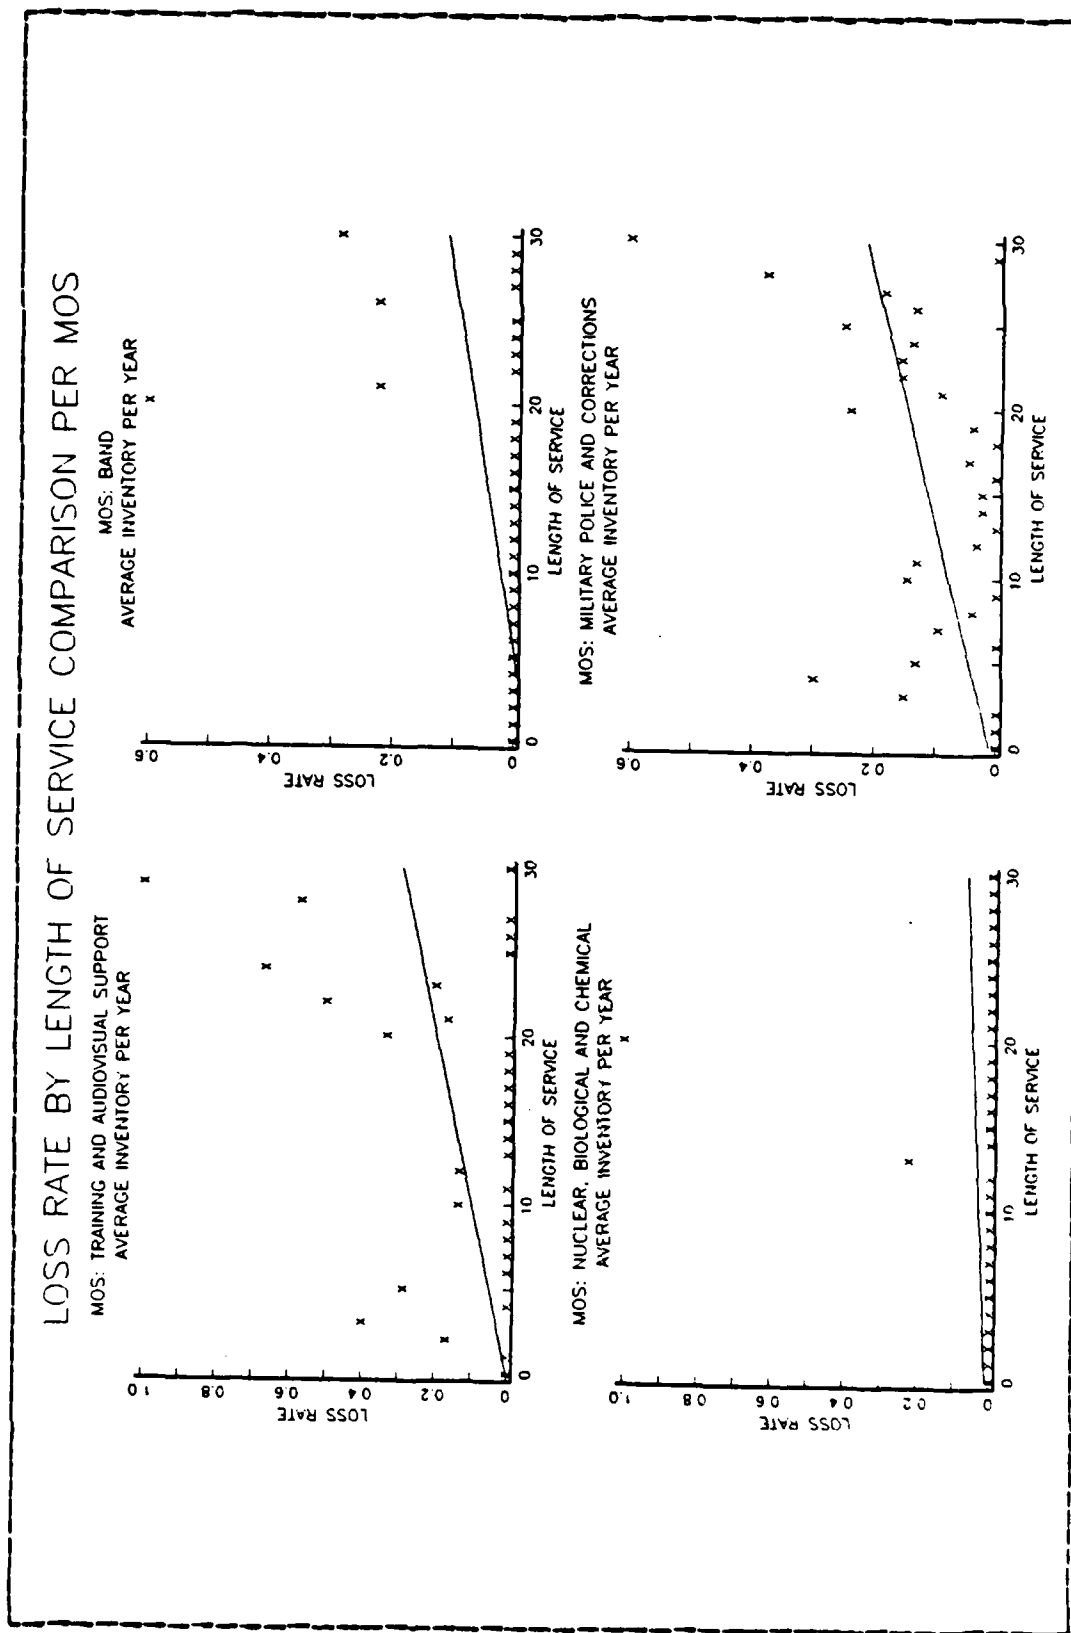 LOSS RATE BY LENGTH OF SERVICE COMPARISON PER MOS
MOS: TRAINING AND AUDIOVISUAL SUPPORT
AVERAGE INVENTORY PER YEAR
LOSS RATE
1.0
0.8
0.6
0.4
0.2
0
0
10
20
30
LENGTH OF SERVICE
MOS: BAND
AVERAGE INVENTORY PER YEAR
LOSS RATE
0.6
0.4
0.2
0
0
10
20
30
LENGTH OF SERVICE
MOS: NUCLEAR, BIOLOGICAL AND CHEMICAL
AVERAGE INVENTORY PER YEAR
LOSS RATE
1.0
0.8
0.6
0.4
0.2
0
0
10
20
30
LENGTH OF SERVICE
MOS: MILITARY POLICE AND CORRECTIONS
AVERAGE INVENTORY PER YEAR
LOSS RATE
0.6
0.4
0.2
0
0
10
20
30
LENGTH OF SERVICE